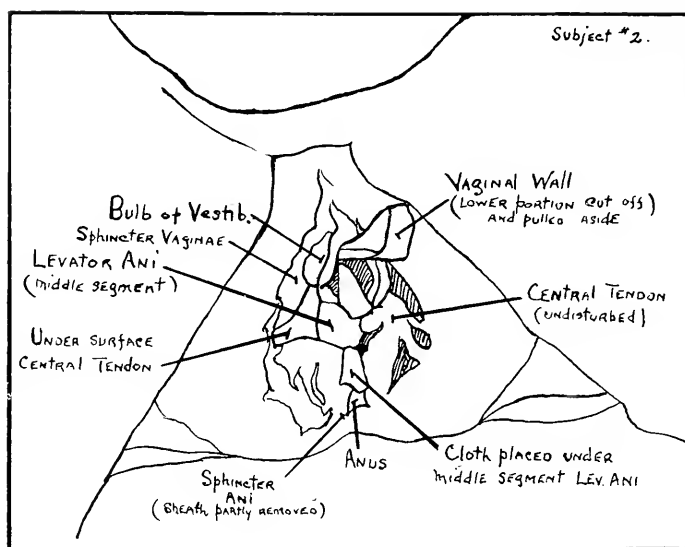 Subject #2.
Bulb of Vestib.
Sphincter Vaginae
Levator Ani
(middle segment)
Under Surface
Central Tendon
Vaginal Wall
(Lower portion cut off)
and pulled aside
Central Tendon
(undisturbed)
Sphincter
Ani
(Sheath partly removed)
Anus
Cloth placed under
middle segment Lev. Ani